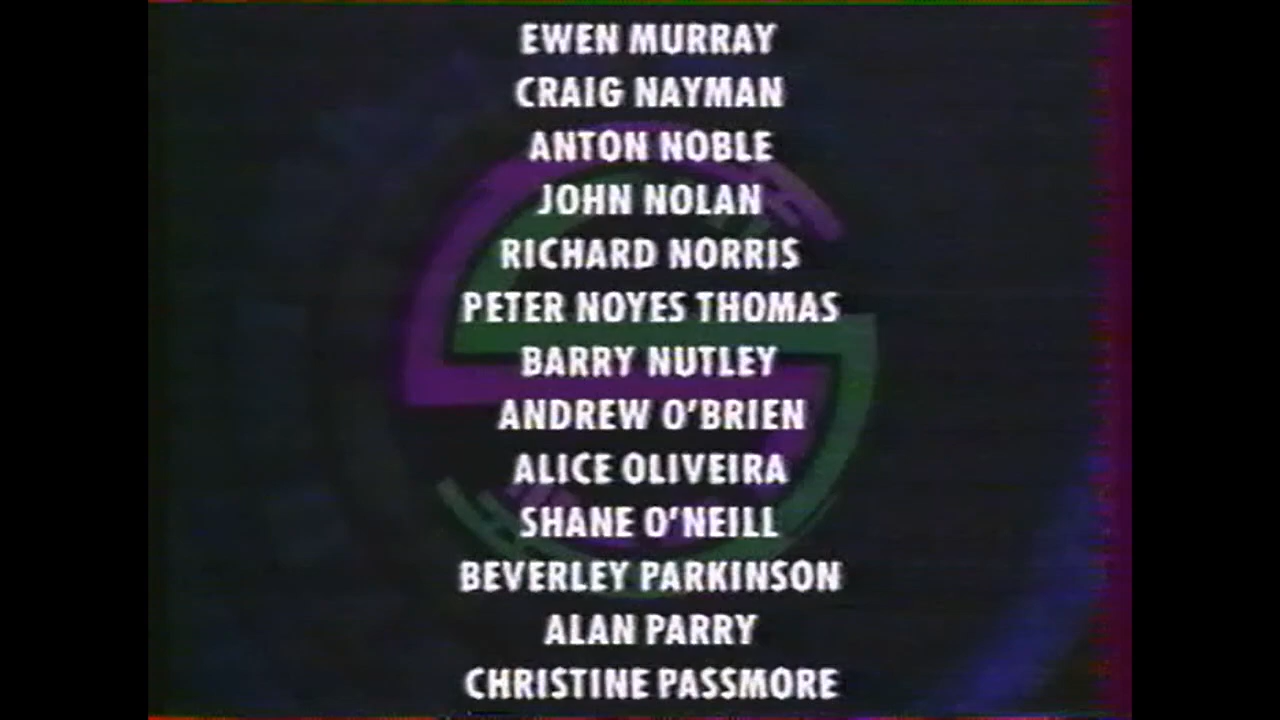 EWEN MURRAY
CRAIG NAYMAN
ANTON NOBLE
JOHN NOLAN
RICHARD NORRIS
PETER NOYES THOMAS
BARRY NUTLEY
ANDREW O'BRIEN
ALICE OLIVEIRA
SHANE O'NEILL
BEVERLEY PARKINSON
ALAN PARRY
CHRISTINE PASSMORE